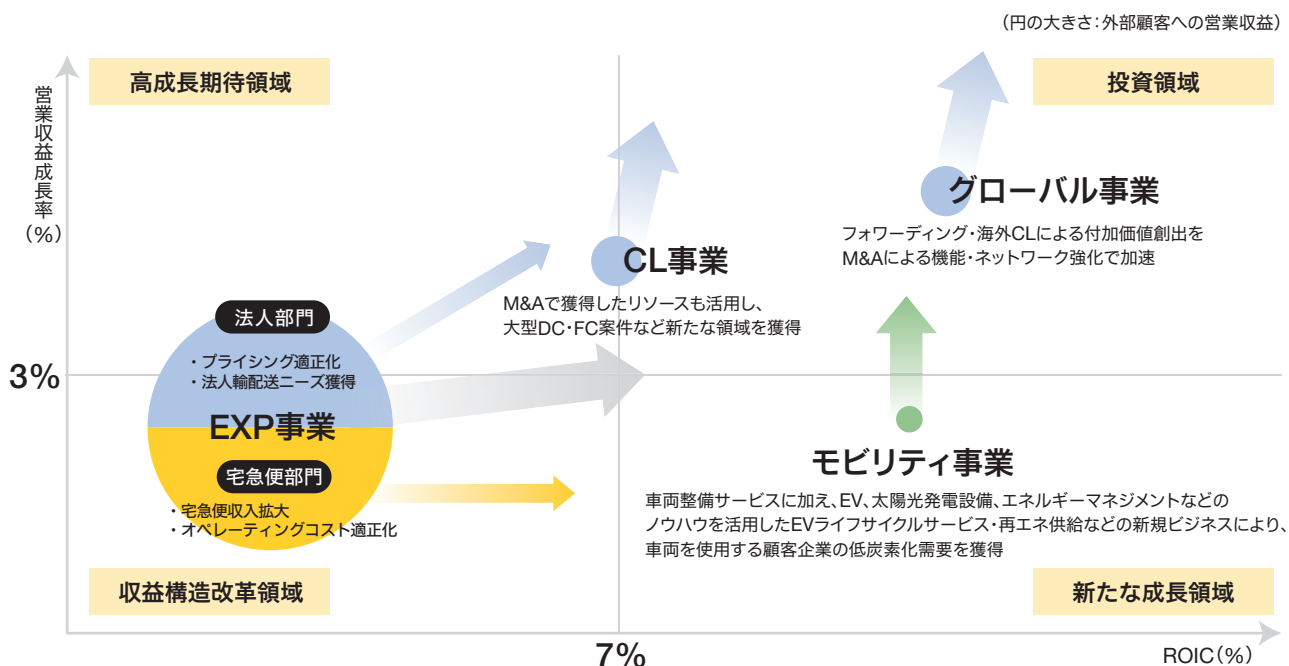 (円の大きさ:外部顧客への営業収益)
高成長期待領域
投資領域
営業収益成長率(%)
グローバル事業
フォワーディング・海外CLによる付加価値創出を
M&Aによる機能・ネットワーク強化で加速
CL事業
M&Aで獲得したリソースも活用し、
大型DC・FC案件など新たな領域を獲得
法人部門
・プライシング適正化
・法人輸配送ニーズ獲得
3%
EXP事業
宅急便部門
・宅急便収入拡大
・オペレーティングコスト適正化
モビリティ事業
車両整備サービスに加え、EV、太陽光発電設備、エネルギーマネジメントなどの
ノウハウを活用したEVライフサイクルサービス・再エネ供給などの新規ビジネスにより、
車両を使用する顧客企業の低炭素化需要を獲得
収益構造改革領域
新たな成長領域
7%
ROIC(%)